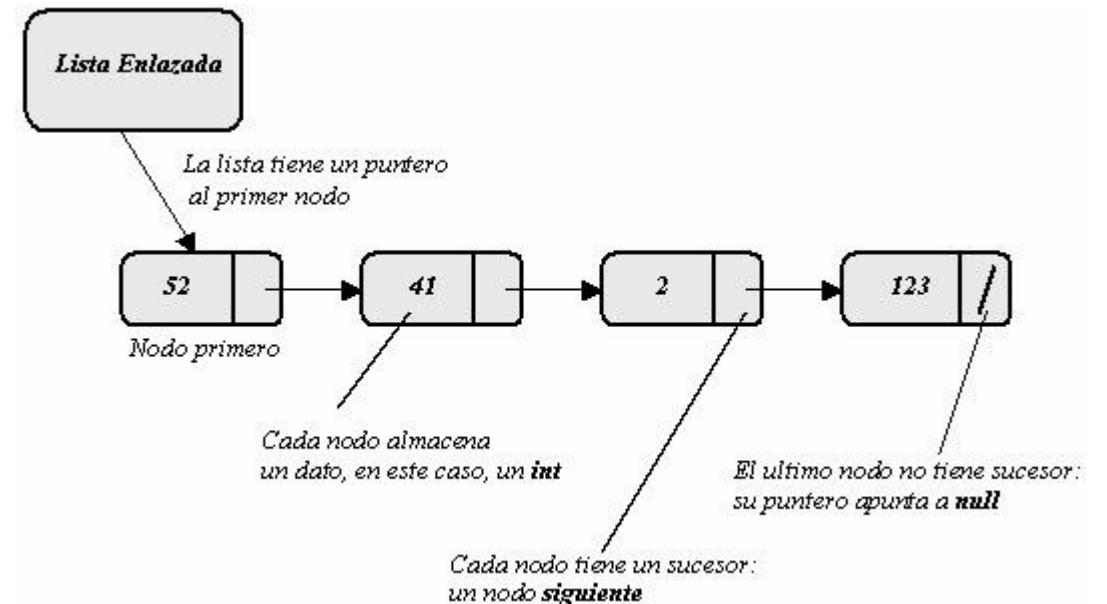 Lista Enlazada
La lista tiene un puntero
al primer nodo
52
41
2
123
Nodo primero
Cada nodo almacena
un dato, en este caso, un int
El ultimo nodo no tiene sucesor:
su puntero apunta a null
Cada nodo tiene un sucesor:
un nodo siguiente